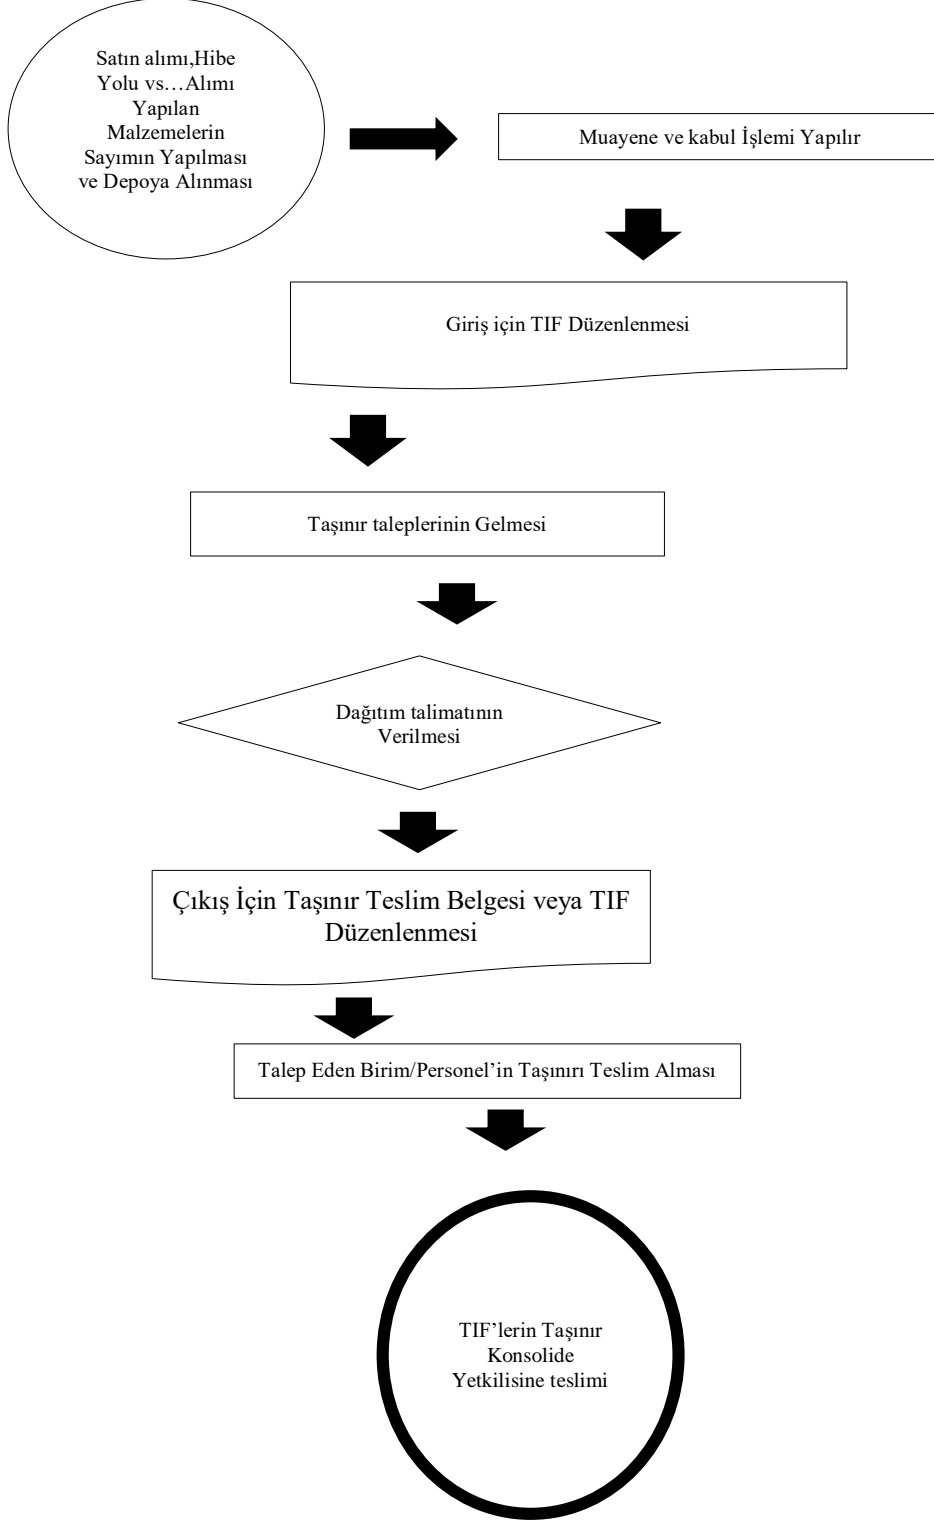 Satın alımı,Hibe
Yolu vs…Alımı
Yapılan
Malzemelerin
Sayımın Yapılması
ve Depoya Alınması
Muayene ve kabul İşlemi Yapılır
Giriş için TIF Düzenlenmesi
Taşınır taleplerinin Gelmesi
Dağıtım talimatının
Verilmesi
Çıkış İçin Taşınır Teslim Belgesi veya TIF
Düzenlenmesi
Talep Eden Birim/Personel’in Taşınırı Teslim Alması
TIF’lerin Taşınır
Konsolide
Yetkilisine teslimi